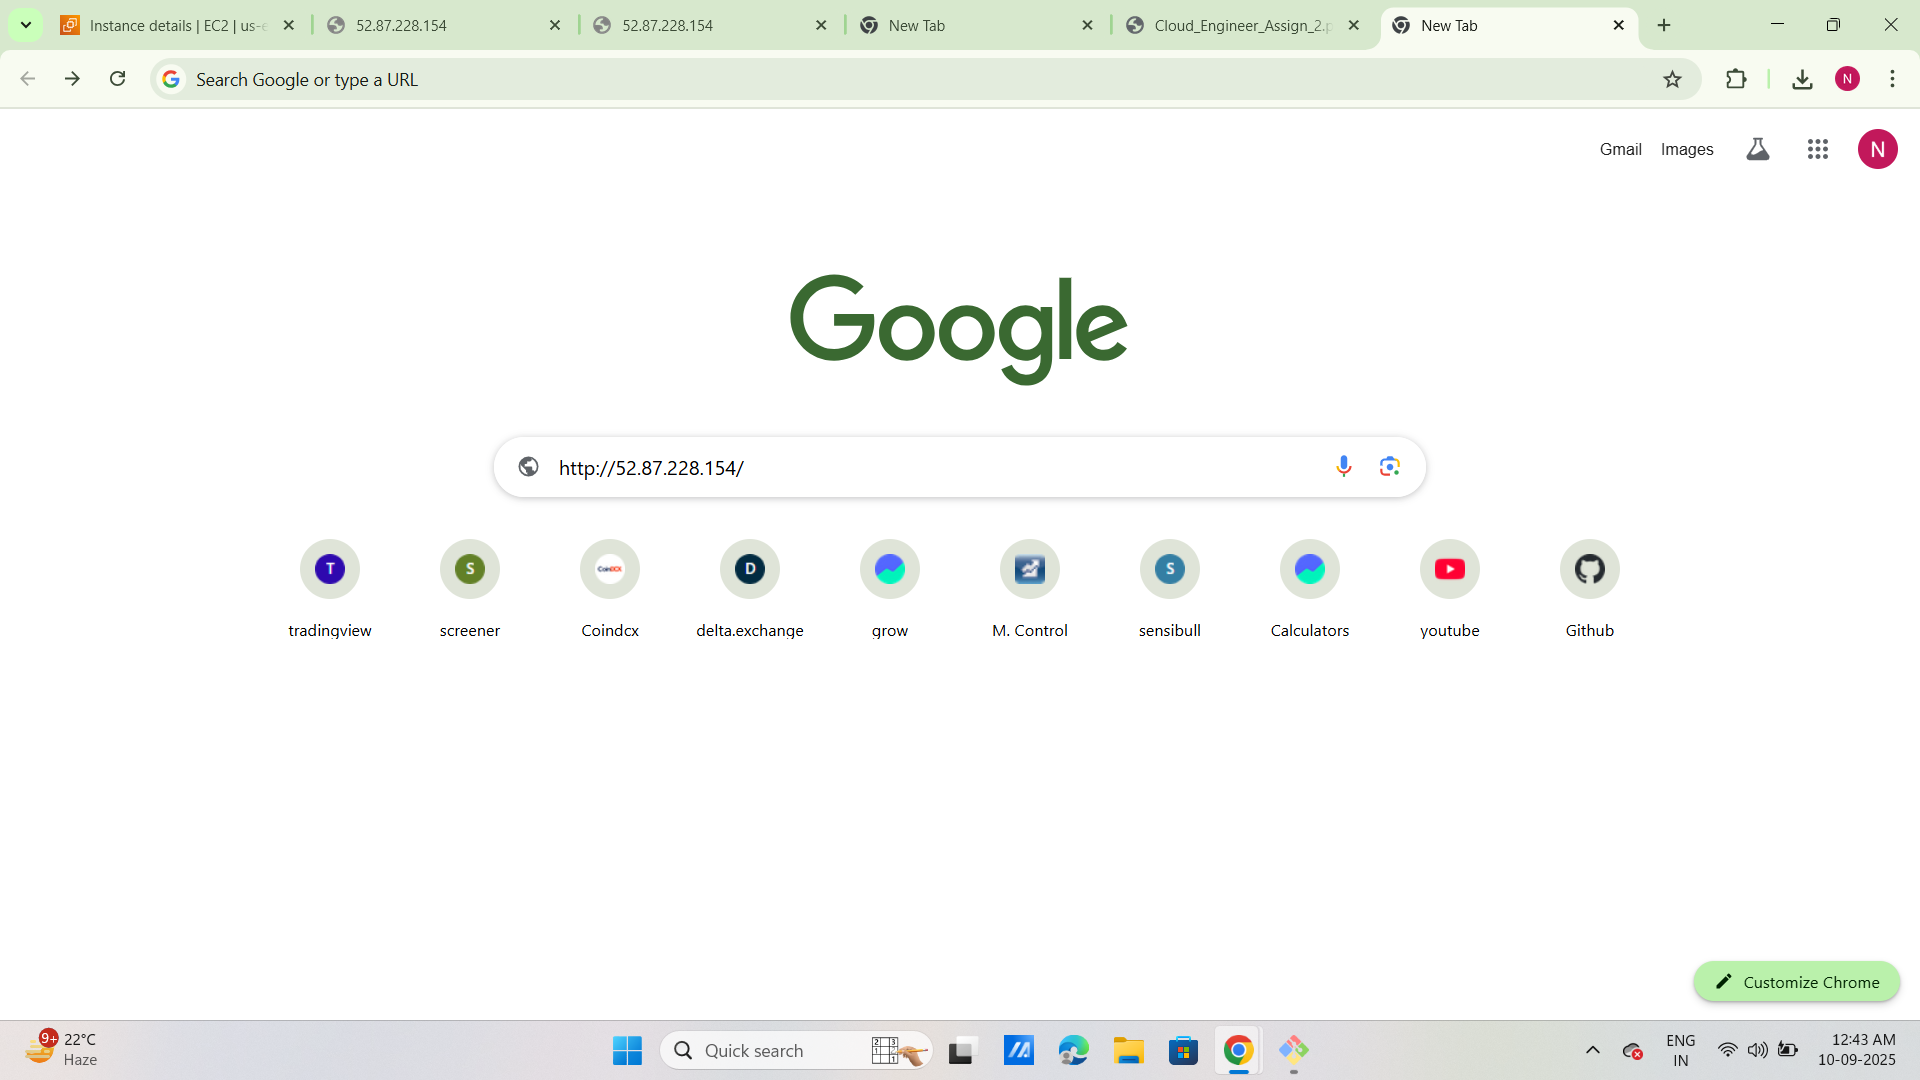 Instance details | EC2 | us-e
52.87.228.154
52.87.228.154
New Tab
Cloud_Engineer_Assign_2.p
New Tab
Search Google or type a URL
N
Gmail
Images
N
Google
http://52.87.228.154/
T
S
CoinDCX
D
S
tradingview
screener
Coindcx
delta.exchange
grow
M. Control
sensibull
Calculators
youtube
Github
Customize Chrome
9+
22°C
Haze
Quick search
ENG
IN
12:43 AM
10-09-2025